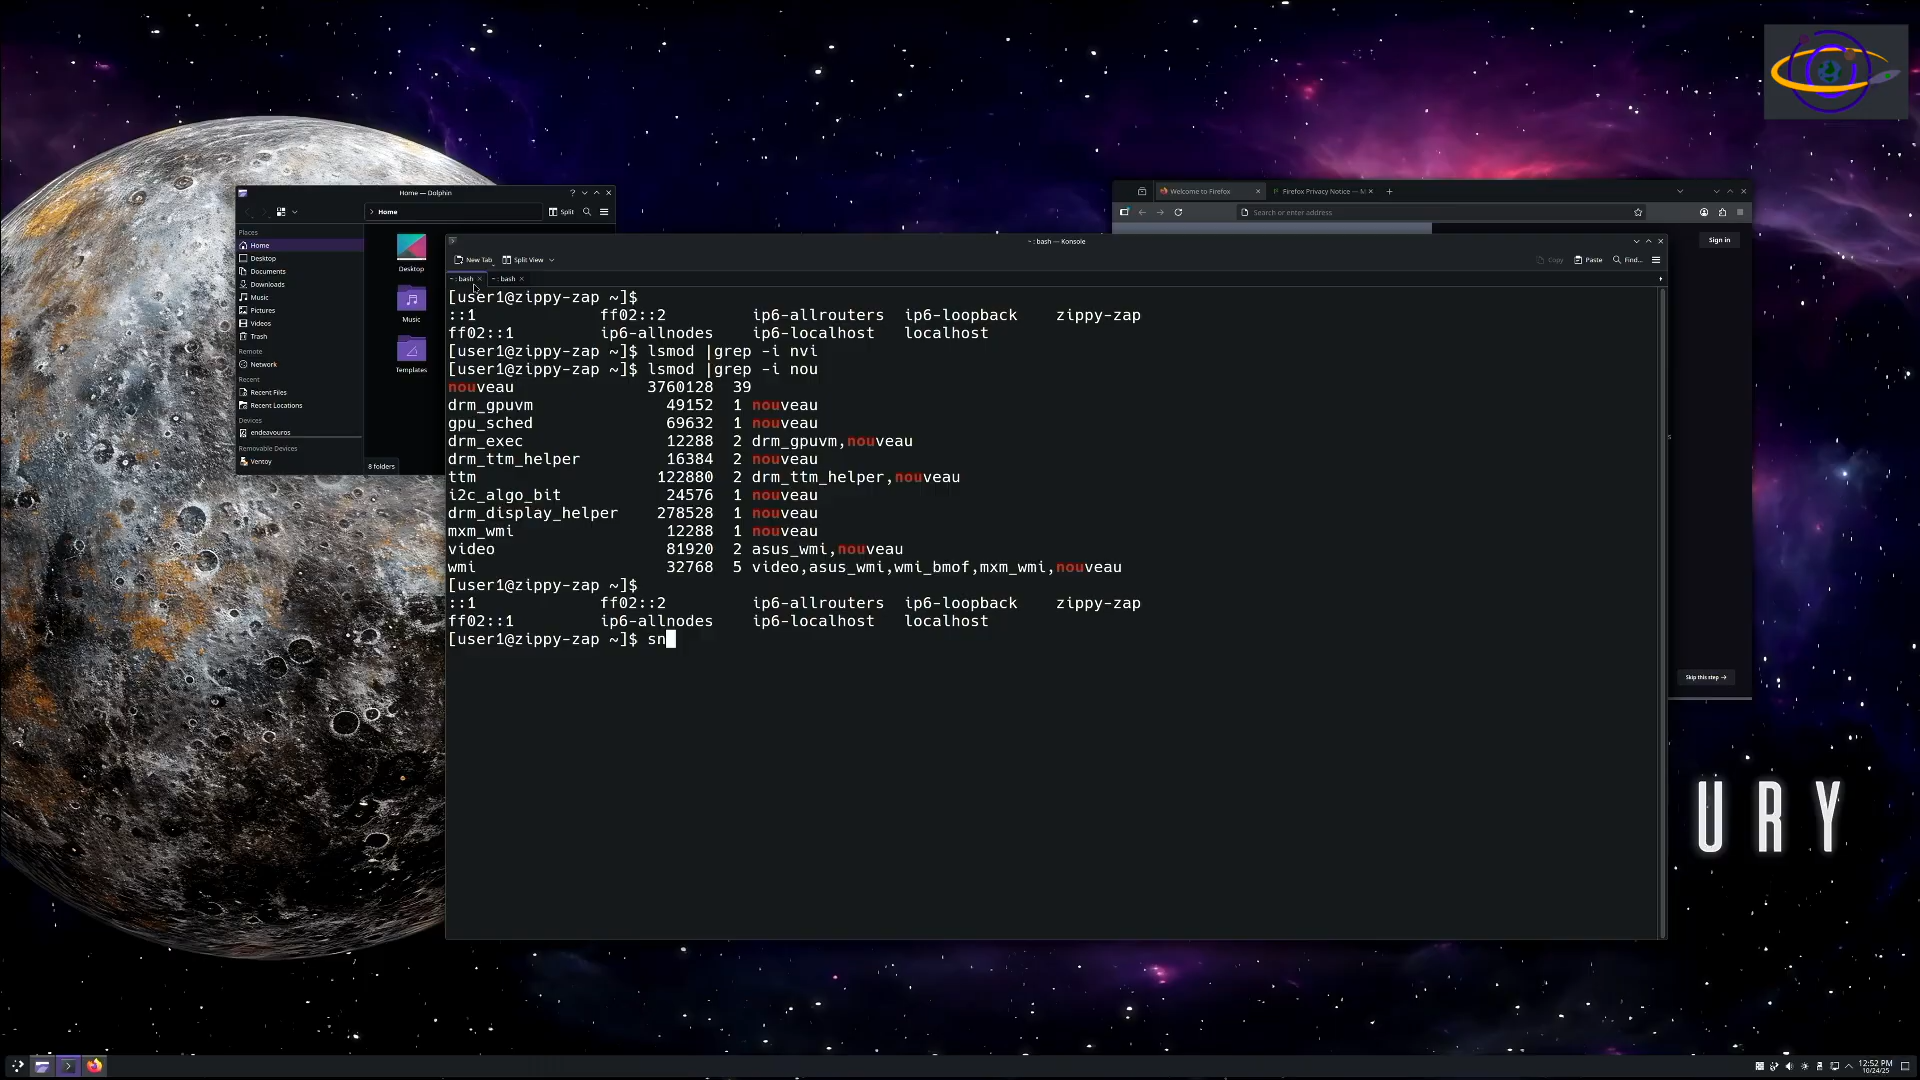 Home — Dolphin
Home
Split
Places
Home
Desktop
Documents
Downloads
Music
Pictures
Videos
Trash
Remote
Network
Recent
Recent Files
Recent Locations
Devices
endeavouros
Removable Devices
Ventoy
Desktop
Music
Templates
8 folders
Welcome to Firefox
Firefox Privacy Notice — M
Search or enter address
Sign in
Skip this step →
~ : bash — Konsole
New Tab
Split View
Copy
Paste
Find...
~ : bash
~ : bash
[user1@zippy-zap ~]$
::1 ff02::2 ip6-allrouters ip6-loopback zippy-zap
ff02::1 ip6-allnodes ip6-localhost localhost
[user1@zippy-zap ~]$ lsmod |grep -i nvi
[user1@zippy-zap ~]$ lsmod |grep -i nou
nouveau 3760128 39
drm_gpuvm 49152 1 nouveau
gpu_sched 69632 1 nouveau
drm_exec 12288 2 drm_gpuvm,nouveau
drm_ttm_helper 16384 2 nouveau
ttm 122880 2 drm_ttm_helper,nouveau
i2c_algo_bit 24576 1 nouveau
drm_display_helper 278528 1 nouveau
mxm_wmi 12288 1 nouveau
video 81920 2 asus_wmi,nouveau
wmi 32768 5 video,asus_wmi,wmi_bmof,mxm_wmi,nouveau
[user1@zippy-zap ~]$
::1 ff02::2 ip6-allrouters ip6-loopback zippy-zap
ff02::1 ip6-allnodes ip6-localhost localhost
[user1@zippy-zap ~]$ sn
URY
12:52 PM
10/24/25